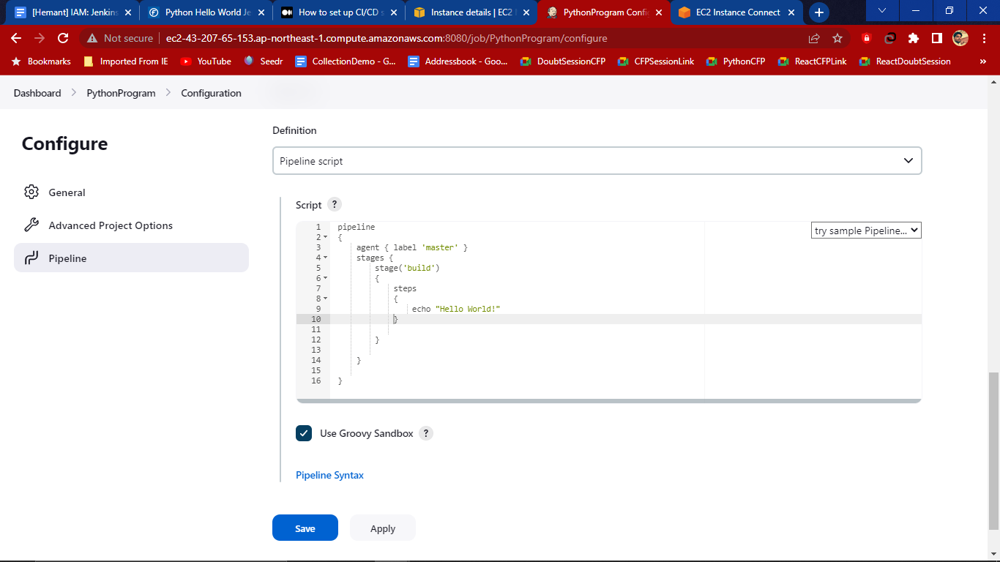 [Hemant] IAM: Jenkins
Python Hello World Je
How to set up CI/CD s
Instance details | EC2
PythonProgram Config
EC2 Instance Connect
Not secure
ec2-43-207-65-153.ap-northeast-1.compute.amazonaws.com:8080/job/PythonProgram/configure
Bookmarks
Imported From IE
YouTube
Seedr
CollectionDemo - G...
Addressbook - Goo...
DoubtSessionCFP
CFPSessionLink
PythonCFP
ReactCFPLink
ReactDoubtSession
»
Dashboard > PythonProgram > Configuration
Configure
General
Advanced Project Options
Pipeline
Definition
Pipeline script
Script ?
try sample Pipeline...
1 pipeline
2 {
3 agent { label 'master' }
4 stages {
5 stage('build')
6 {
7 steps
8 {
9 echo "Hello World!"
10 }
11
12 }
13
14 }
15
16 }
Use Groovy Sandbox ?
Pipeline Syntax
Save
Apply